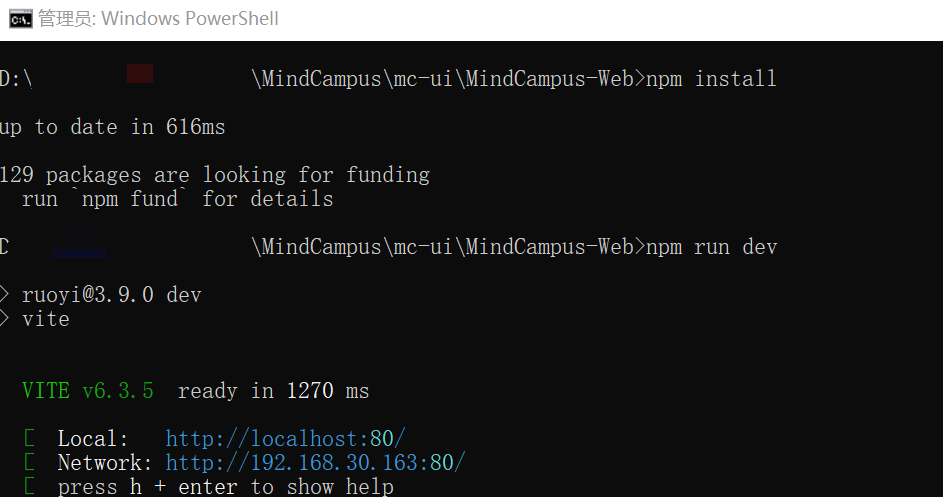 管理员: Windows PowerShell
D:\ \MindCampus\mc-ui\MindCampus-Web>npm install
up to date in 616ms
129 packages are looking for funding
run `npm fund` for details
\MindCampus\mc-ui\MindCampus-Web>npm run dev
> ruoyi@3.9.0 dev
> vite
VITE v6.3.5 ready in 1270 ms
[ Local: http://localhost:80/
[ Network: http://192.168.30.163:80/
[ press h + enter to show help